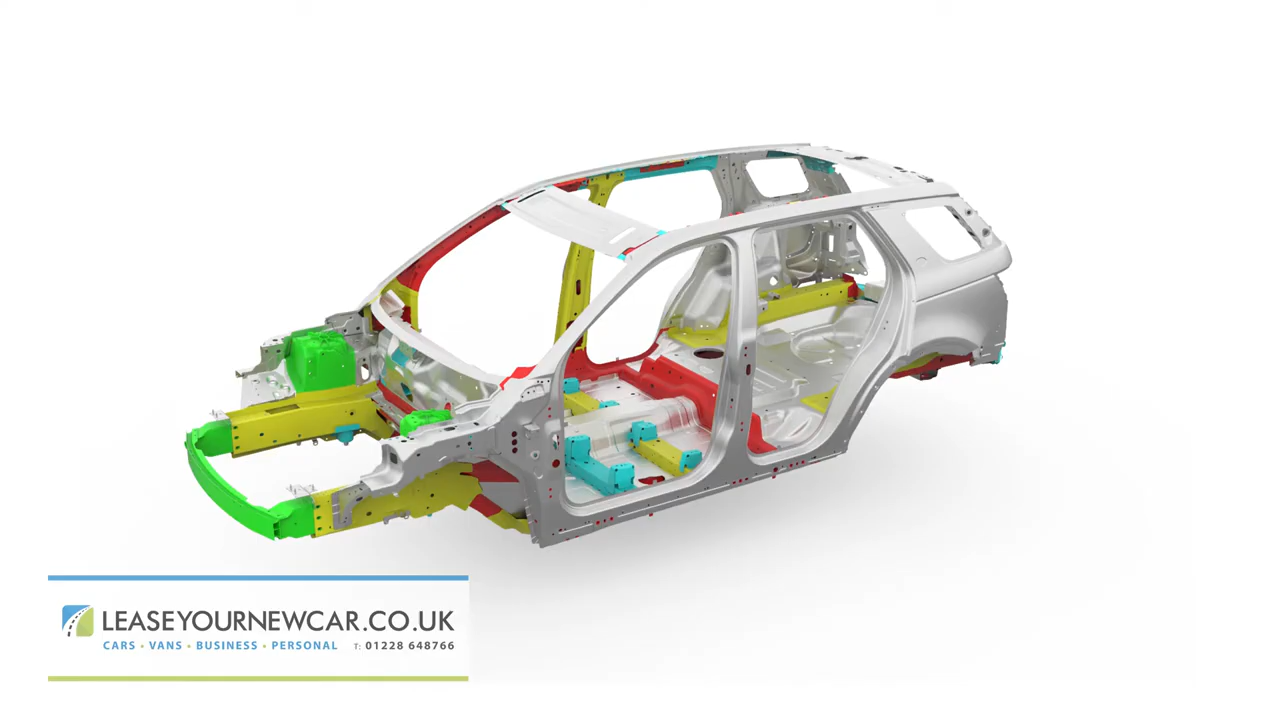 LEASEYOURNEWCAR.CO.UK
CARS • VANS • BUSINESS • PERSONAL T: 01228 648766